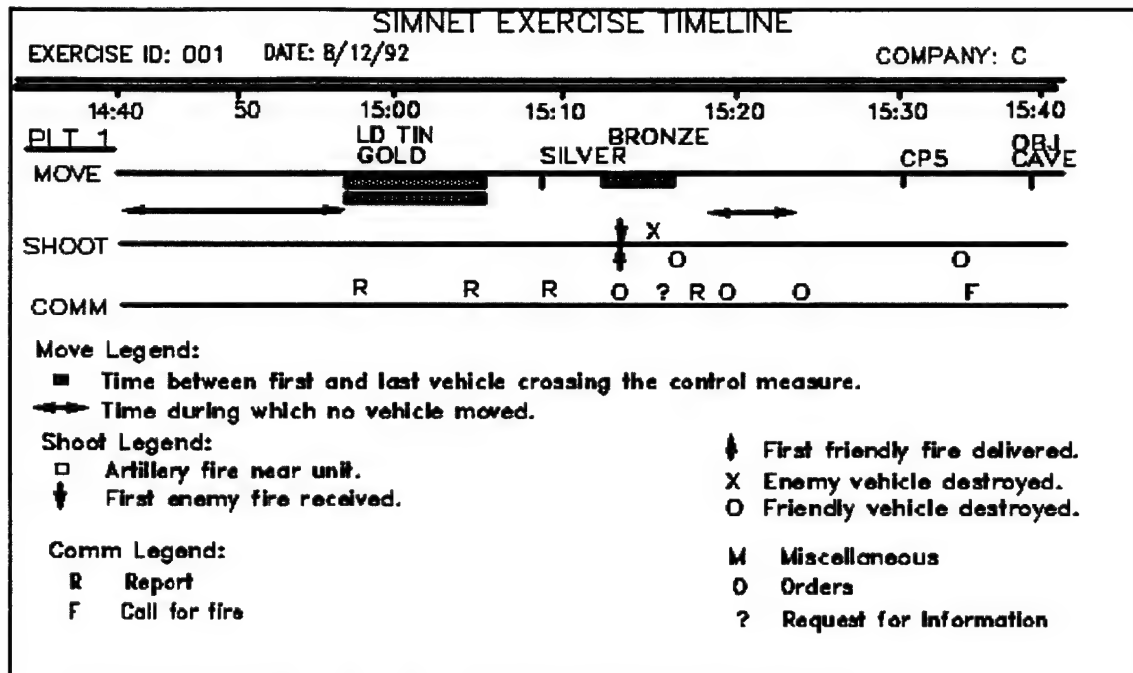 SIMNET EXERCISE TIMELINE
EXERCISE ID: 001 DATE: 8/12/92 COMPANY: C
14:40 50 15:00 15:10 15:20 15:30 15:40
PLT 1 LD TIN BRONZE OBJ
GOLD SILVER CP5 CAVE
MOVE
X
SHOOT
O O
R R R O ? R O O F
COMM
Move Legend:
Time between first and last vehicle crossing the control measure.
Time during which no vehicle moved.
Shoot Legend:
Artillery fire near unit.
First enemy fire received.
First friendly fire delivered.
X Enemy vehicle destroyed.
O Friendly vehicle destroyed.
Comm Legend:
R Report
F Call for fire
M Miscellaneous
O Orders
? Request for Information